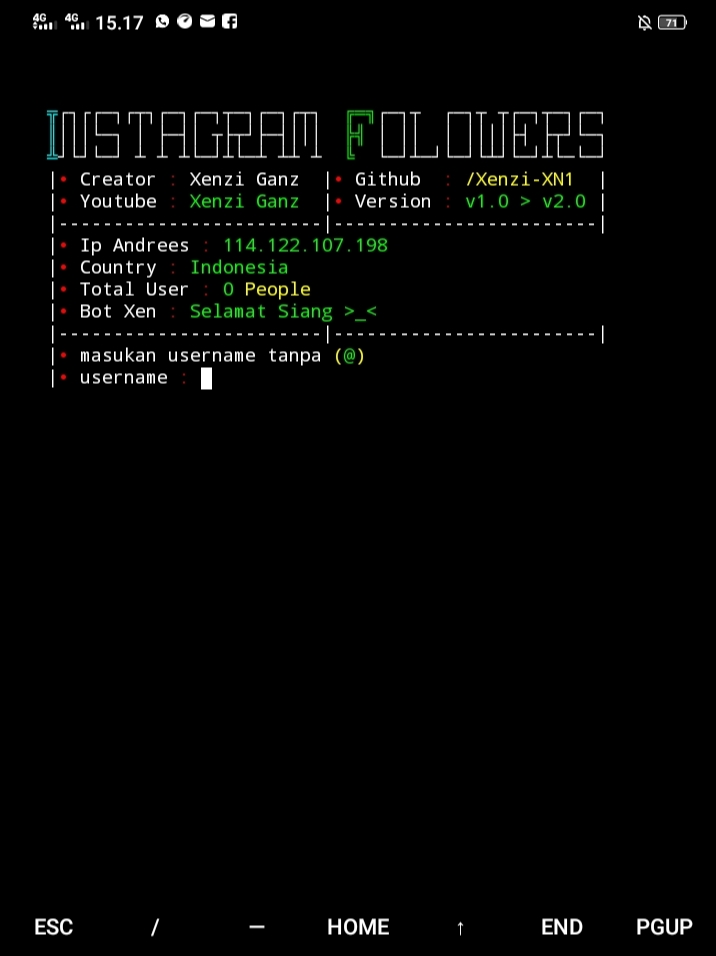 4G 4G 15.17 71
INSTAGRAM FOLOWERS
|• Creator : Xenzi Ganz |• Github : /Xenzi-XN1 |
|• Youtube : Xenzi Ganz |• Version : v1.0 > v2.0 |
|------------------------|------------------------|
|• Ip Andrees : 114.122.107.198
|• Country : Indonesia
|• Total User : 0 People
|• Bot Xen : Selamat Siang >_<
|------------------------|------------------------|
|• masukan username tanpa (@)
|• username :
ESC / — HOME ↑ END PGUP